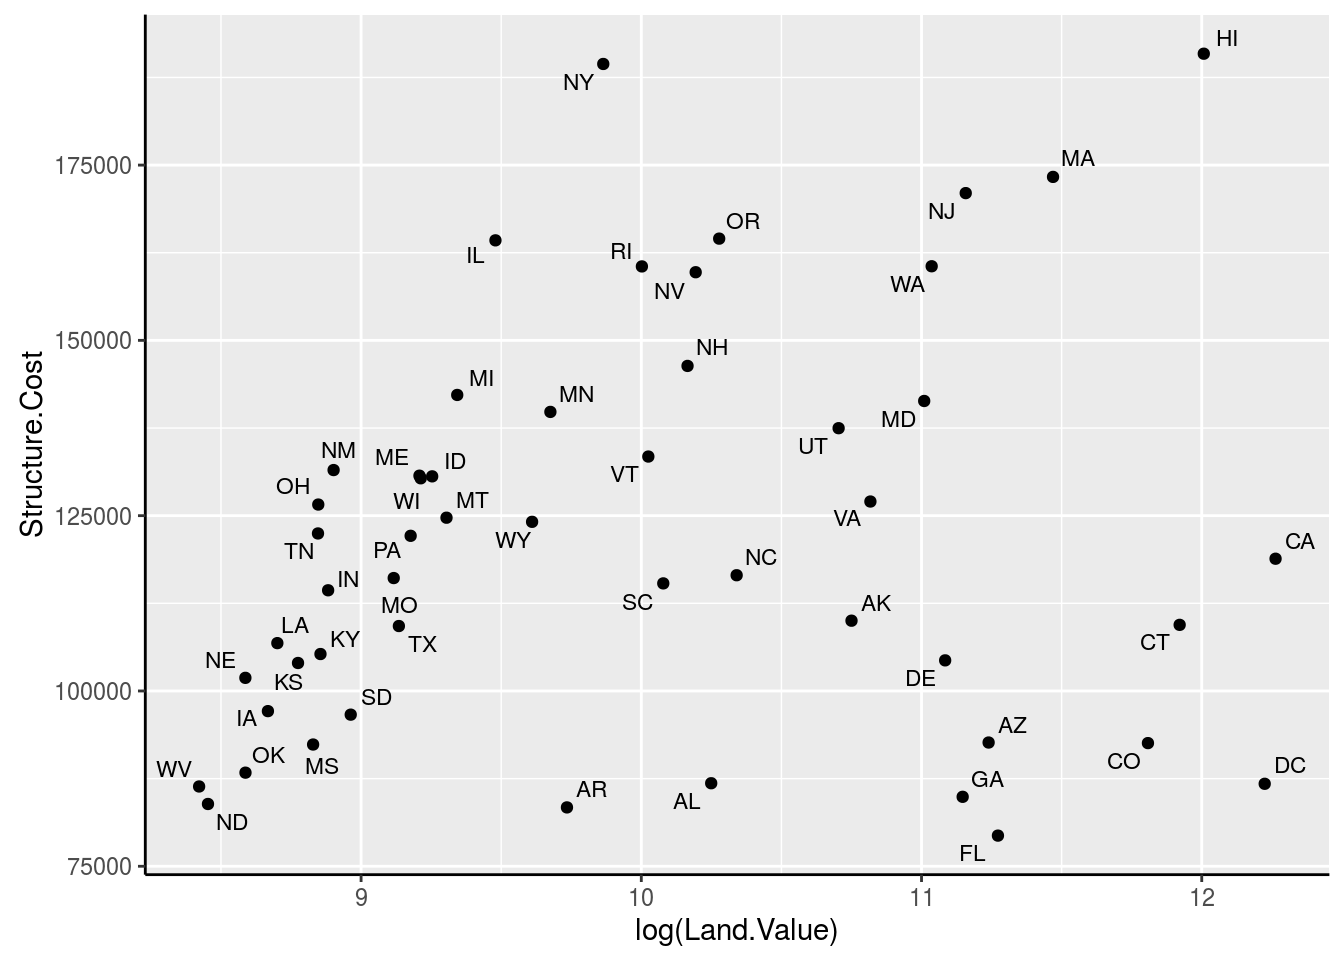 HI
NY
MA
175000
NJ
OR
RI
IL
WA
NV
150000
NH
MI
MN
MD
UT
NM
ME
ID
VT
OH
WI
MT
125000
VA
WY
CA
PA
TN
NC
IN
SC
MO
AK
LA
KY
TX
CT
NE
KS
DE
100000
SD
IA
AZ
OK
CO
WV
MS
DC
GA
AR
AL
ND
FL
75000
9
10
11
12
log(Land.Value)
Structure.Cost